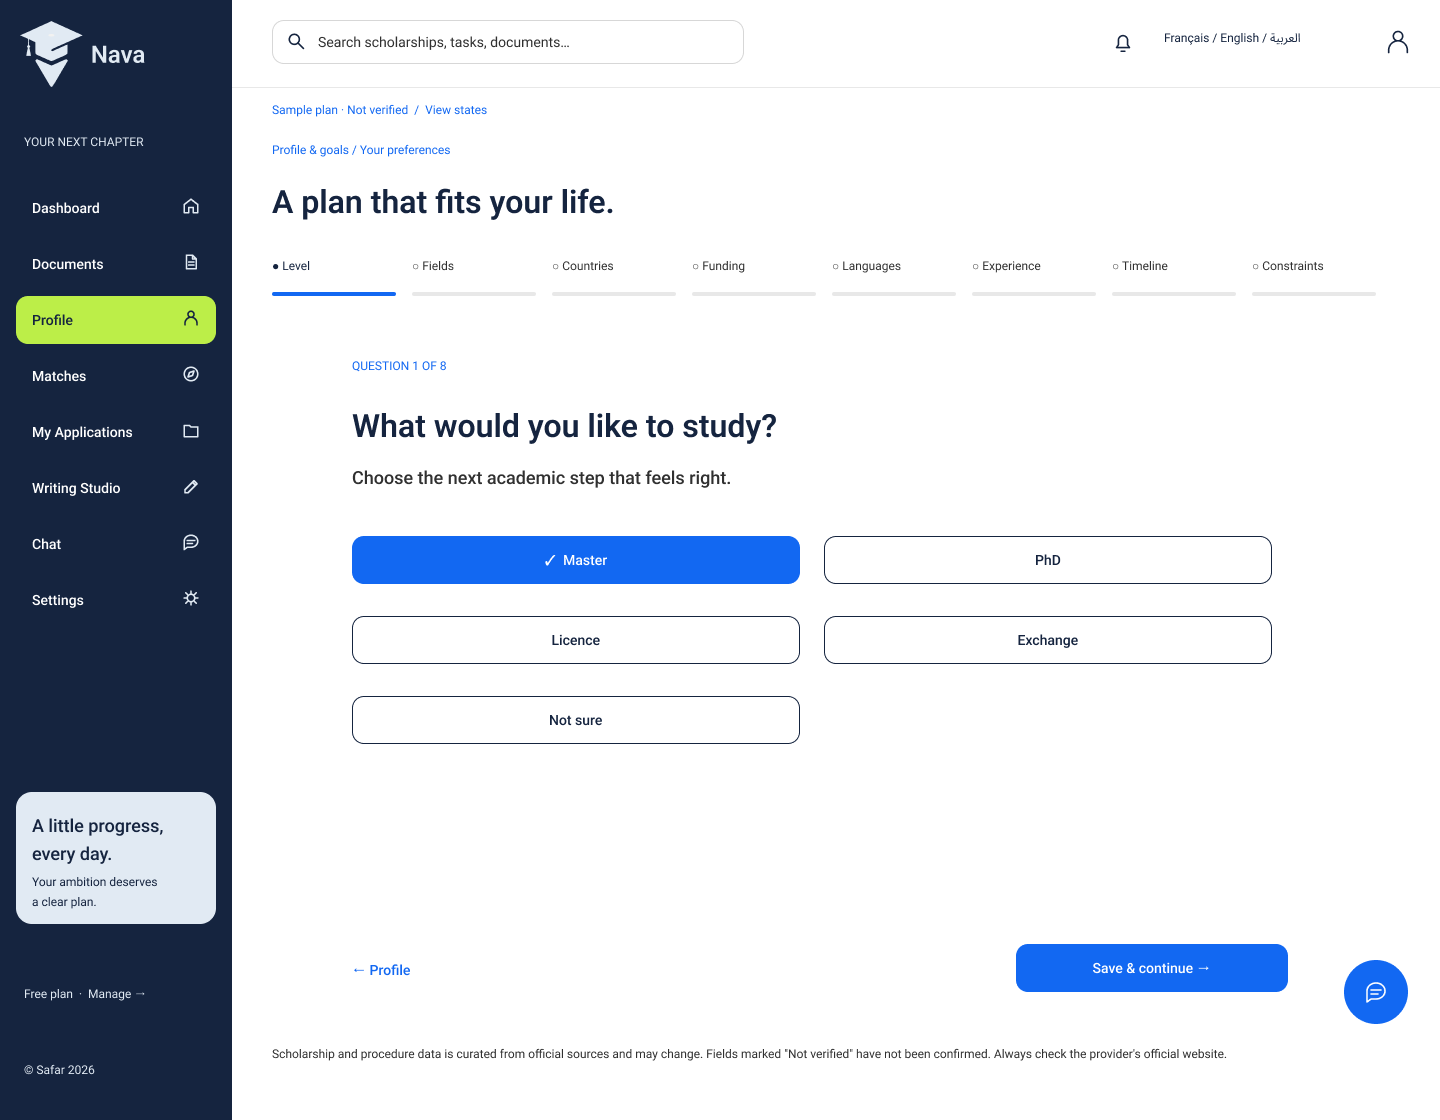 Nava
YOUR NEXT CHAPTER
Dashboard
Documents
Profile
Matches
My Applications
Writing Studio
Chat
Settings
A little progress,
every day.
Your ambition deserves
a clear plan.
Free plan · Manage →
© Safar 2026
Search scholarships, tasks, documents...
Français / English / العربية
Sample plan · Not verified / View states
Profile & goals / Your preferences
A plan that fits your life.
● Level
○ Fields
○ Countries
○ Funding
○ Languages
○ Experience
○ Timeline
○ Constraints
QUESTION 1 OF 8
What would you like to study?
Choose the next academic step that feels right.
✓ Master
PhD
Licence
Exchange
Not sure
← Profile
Save & continue →
Scholarship and procedure data is curated from official sources and may change. Fields marked "Not verified" have not been confirmed. Always check the provider's official website.